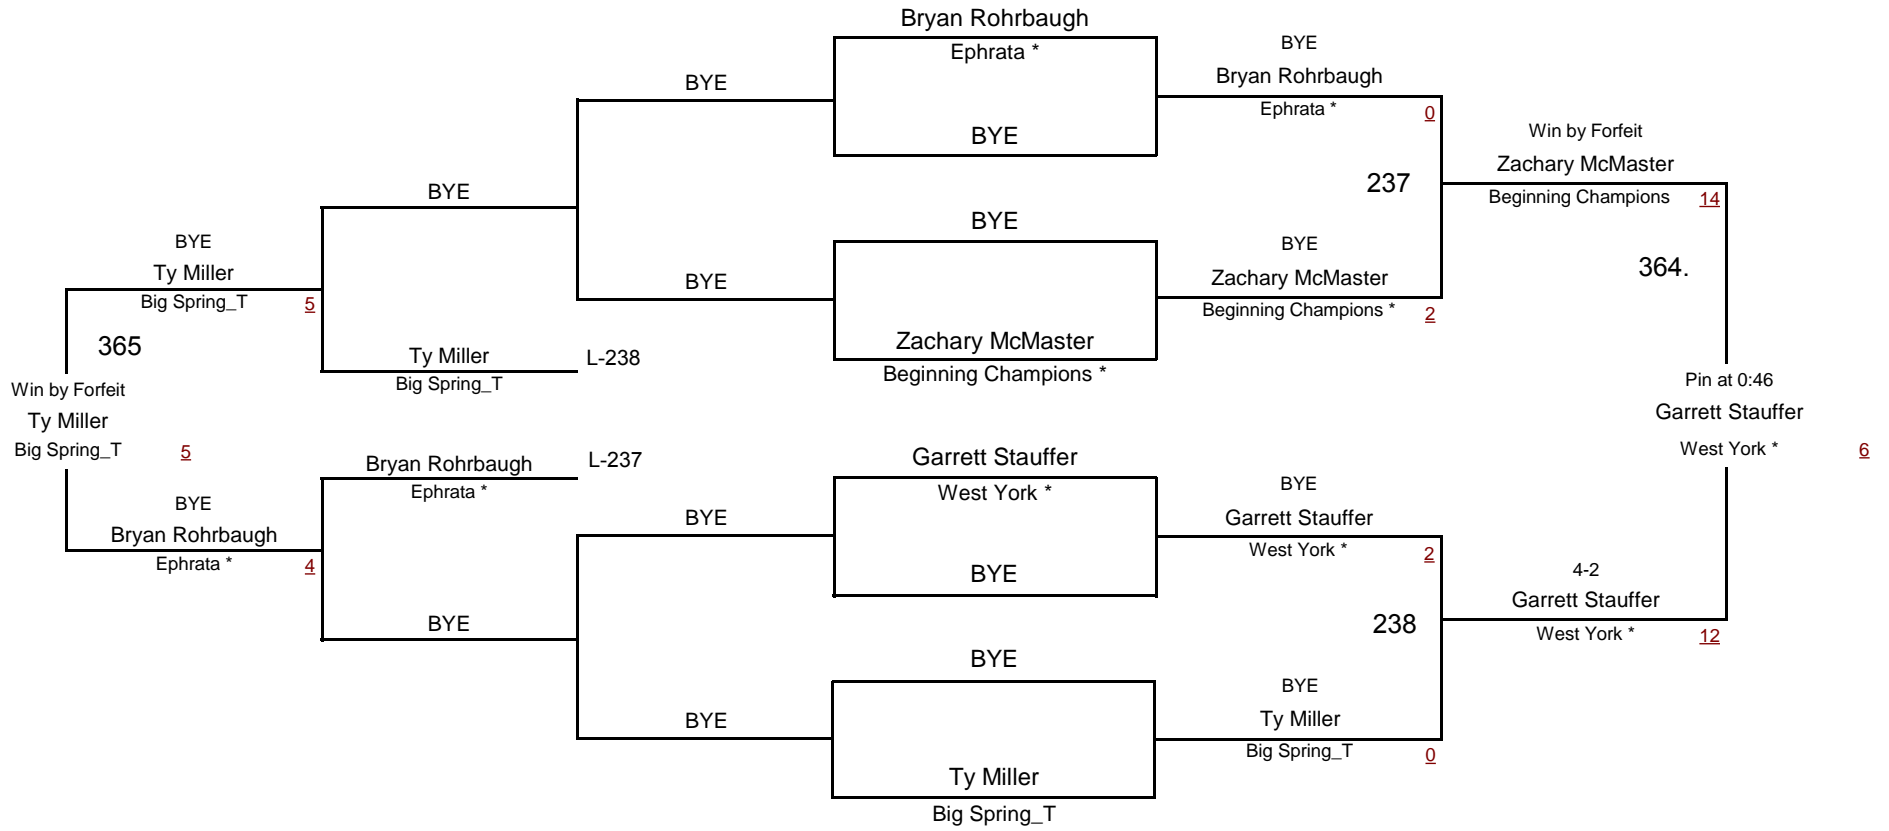 Bryan Rohrbaugh
Ephrata *
BYE
BYE
Bryan Rohrbaugh
Ephrata *
0
BYE
BYE
Win by Forfeit
Zachary McMaster
Beginning Champions
14
237
BYE
BYE
BYE
Zachary McMaster
Beginning Champions *
2
364.
BYE
Ty Miller
Big Spring_T
5
BYE
Zachary McMaster
Beginning Champions *
365
Ty Miller
L-238
Big Spring_T
Win by Forfeit
Ty Miller
Big Spring_T
5
Pin at 0:46
Garrett Stauffer
West York *
6
Bryan Rohrbaugh
L-237
Ephrata *
Garrett Stauffer
West York *
BYE
BYE
Garrett Stauffer
West York *
2
BYE
Bryan Rohrbaugh
Ephrata *
4
BYE
4-2
Garrett Stauffer
West York *
12
BYE
238
BYE
BYE
BYE
Ty Miller
Big Spring_T
0
Ty Miller
Big Spring_T